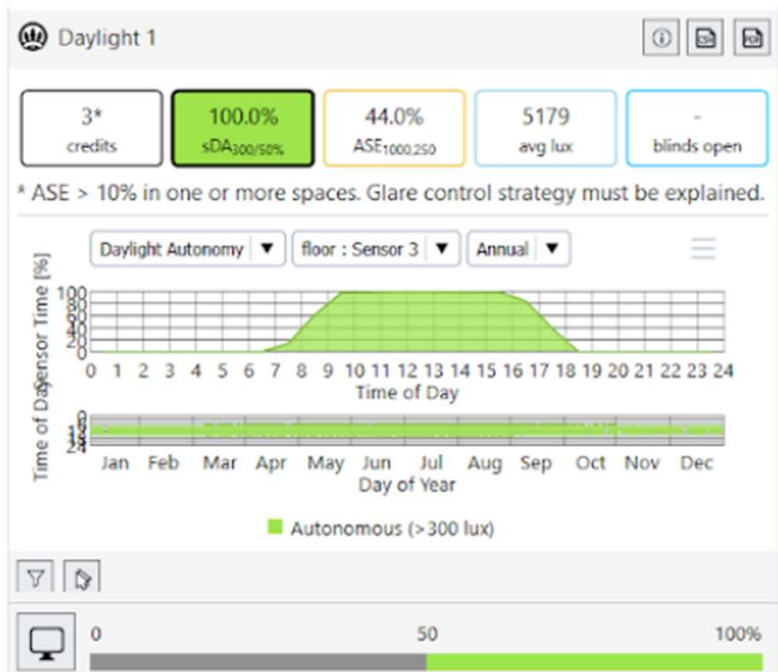 Daylight 1
3* 100.0% 44.0% 5179 -
credits sDA300/50% ASE1000,250 avg lux blinds open
* ASE > 10% in one or more spaces. Glare control strategy must be explained.
Daylight Autonomy ▼ floor : Sensor 3 ▼ Annual ▼
Sensor Time [%]
100
80
60
40
20
0
0 1 2 3 4 5 6 7 8 9 10 11 12 13 14 15 16 17 18 19 20 21 22 23 24
Time of Day
Time of Day
0
24
Jan Feb Mar Apr May Jun Jul Aug Sep Oct Nov Dec
Day of Year
Autonomous (>300 lux)
0 50 100%